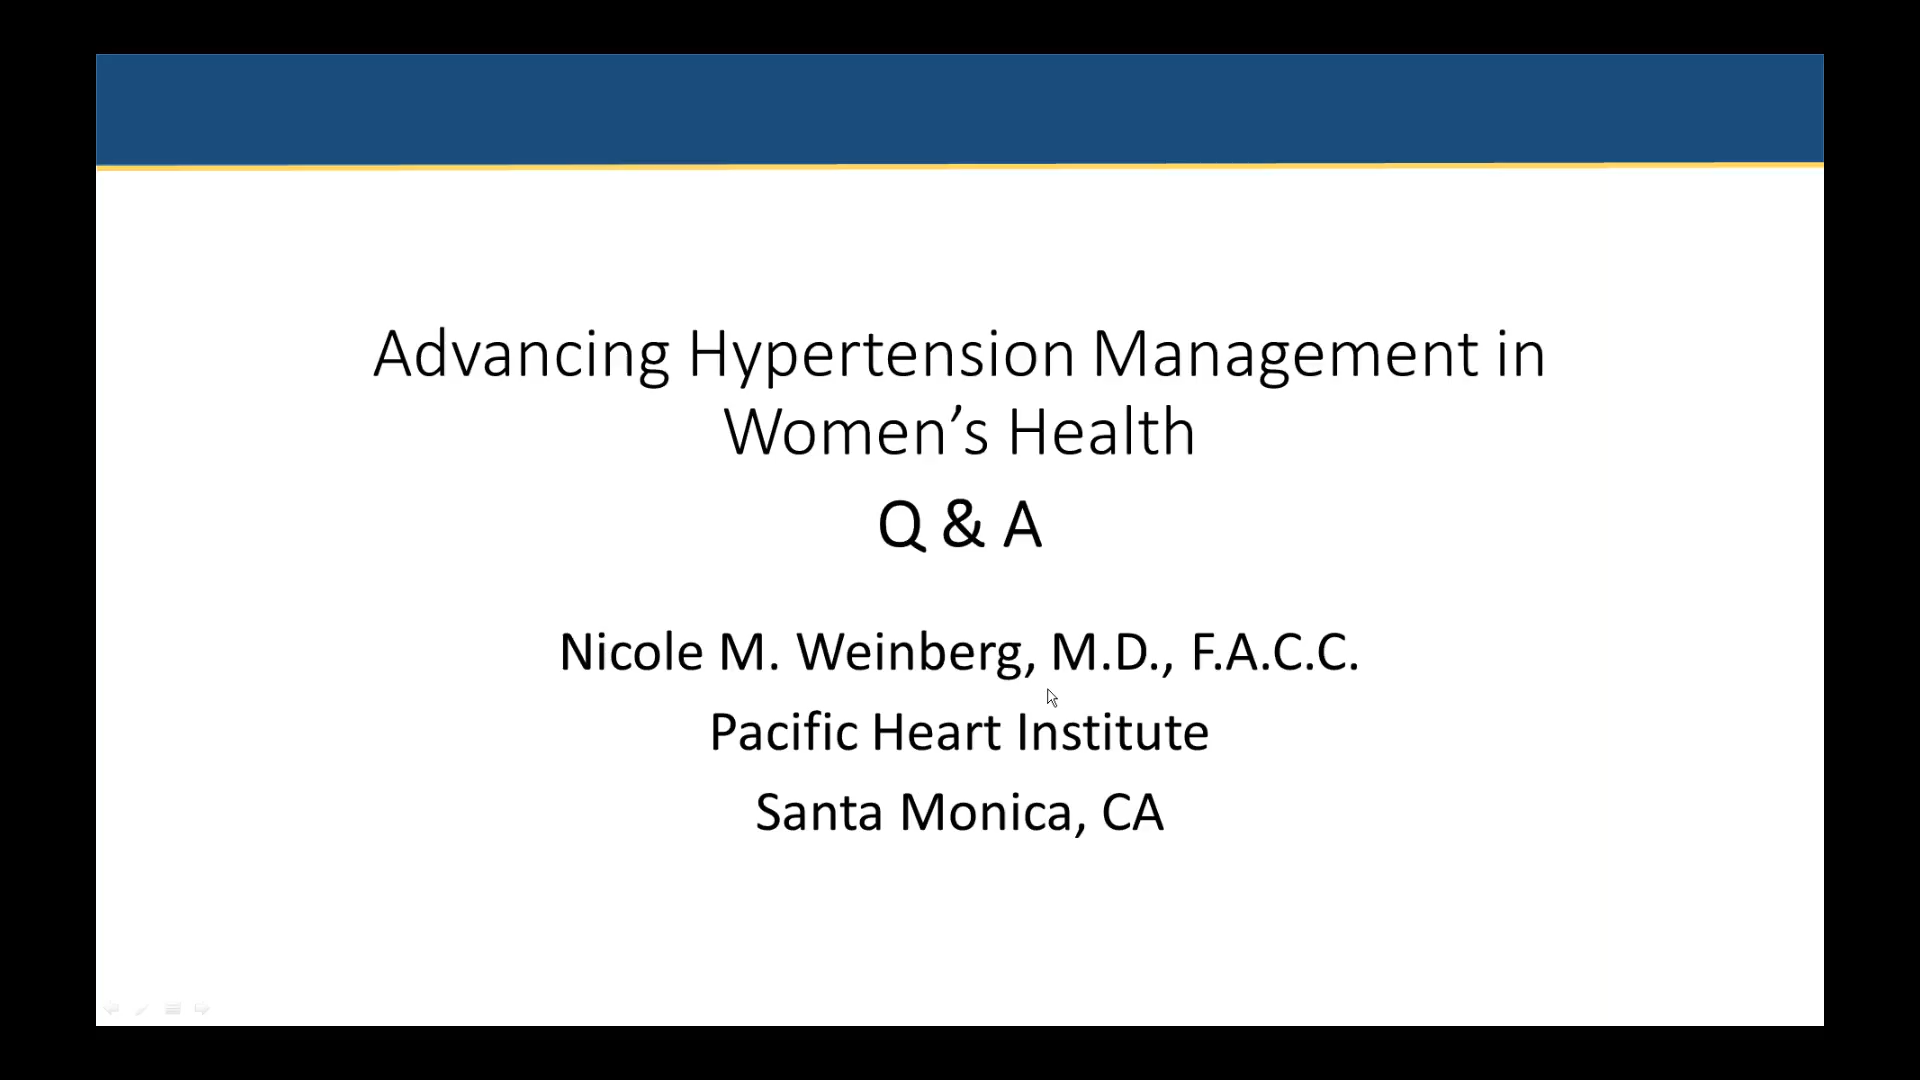 Advancing Hypertension Management in
Women’s Health
Q & A
Nicole M. Weinberg, M.D., F.A.C.C.
Pacific Heart Institute
Santa Monica, CA